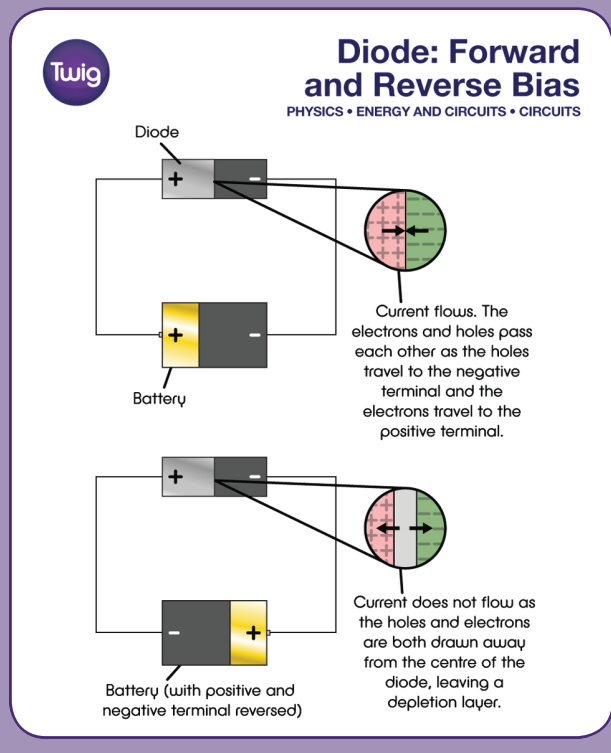 Twig
Diode: Forward
and Reverse Bias
PHYSICS • ENERGY AND CIRCUITS • CIRCUITS
Diode
+ −
+ −
Battery
Current flows. The
electrons and holes pass
each other as the holes
travel to the negative
terminal and the
electrons travel to the
positive terminal.
+ −
− +
Battery (with positive and
negative terminal reversed)
Current does not flow as
the holes and electrons
are both drawn away
from the centre of the
diode, leaving a
depletion layer.